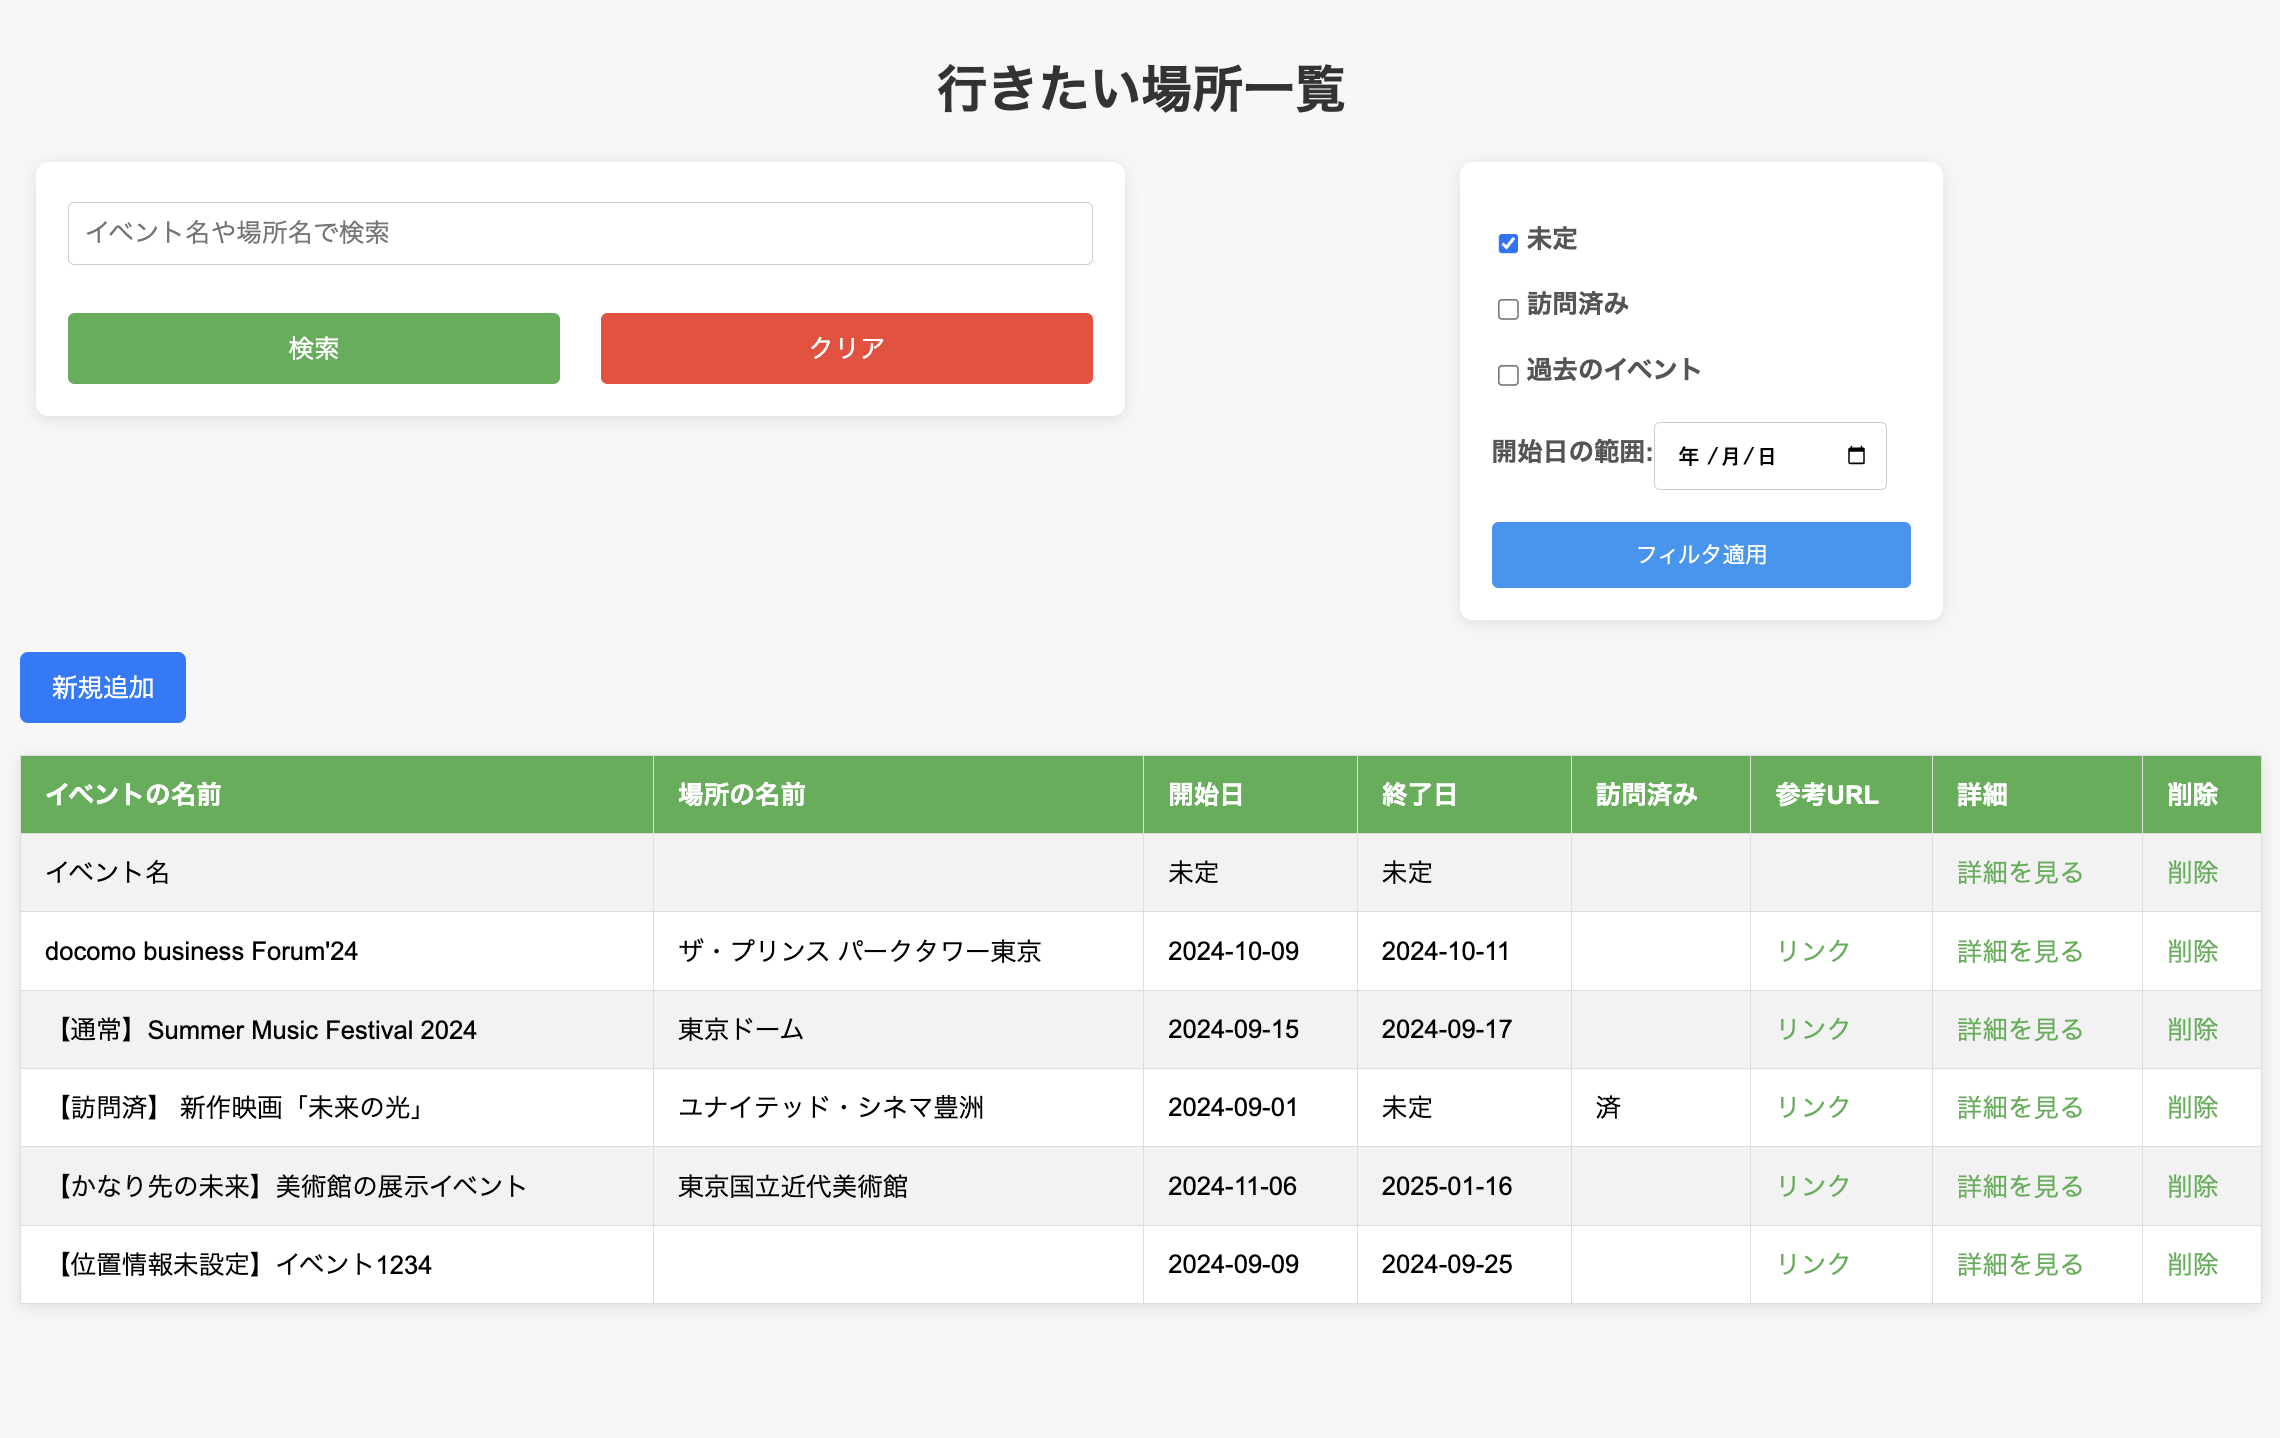 行きたい場所一覧
イベント名や場所名で検索
検索 クリア
未定
訪問済み
過去のイベント
開始日の範囲: 年 /月/日
フィルタ適用
新規追加
イベントの名前 場所の名前 開始日 終了日 訪問済み 参考URL 詳細 削除
イベント名 未定 未定 詳細を見る 削除
docomo business Forum'24 ザ・プリンス パークタワー東京 2024-10-09 2024-10-11 リンク 詳細を見る 削除
【通常】Summer Music Festival 2024 東京ドーム 2024-09-15 2024-09-17 リンク 詳細を見る 削除
【訪問済】 新作映画「未来の光」 ユナイテッド・シネマ豊洲 2024-09-01 未定 済 リンク 詳細を見る 削除
【かなり先の未来】美術館の展示イベント 東京国立近代美術館 2024-11-06 2025-01-16 リンク 詳細を見る 削除
【位置情報未設定】イベント1234 2024-09-09 2024-09-25 リンク 詳細を見る 削除